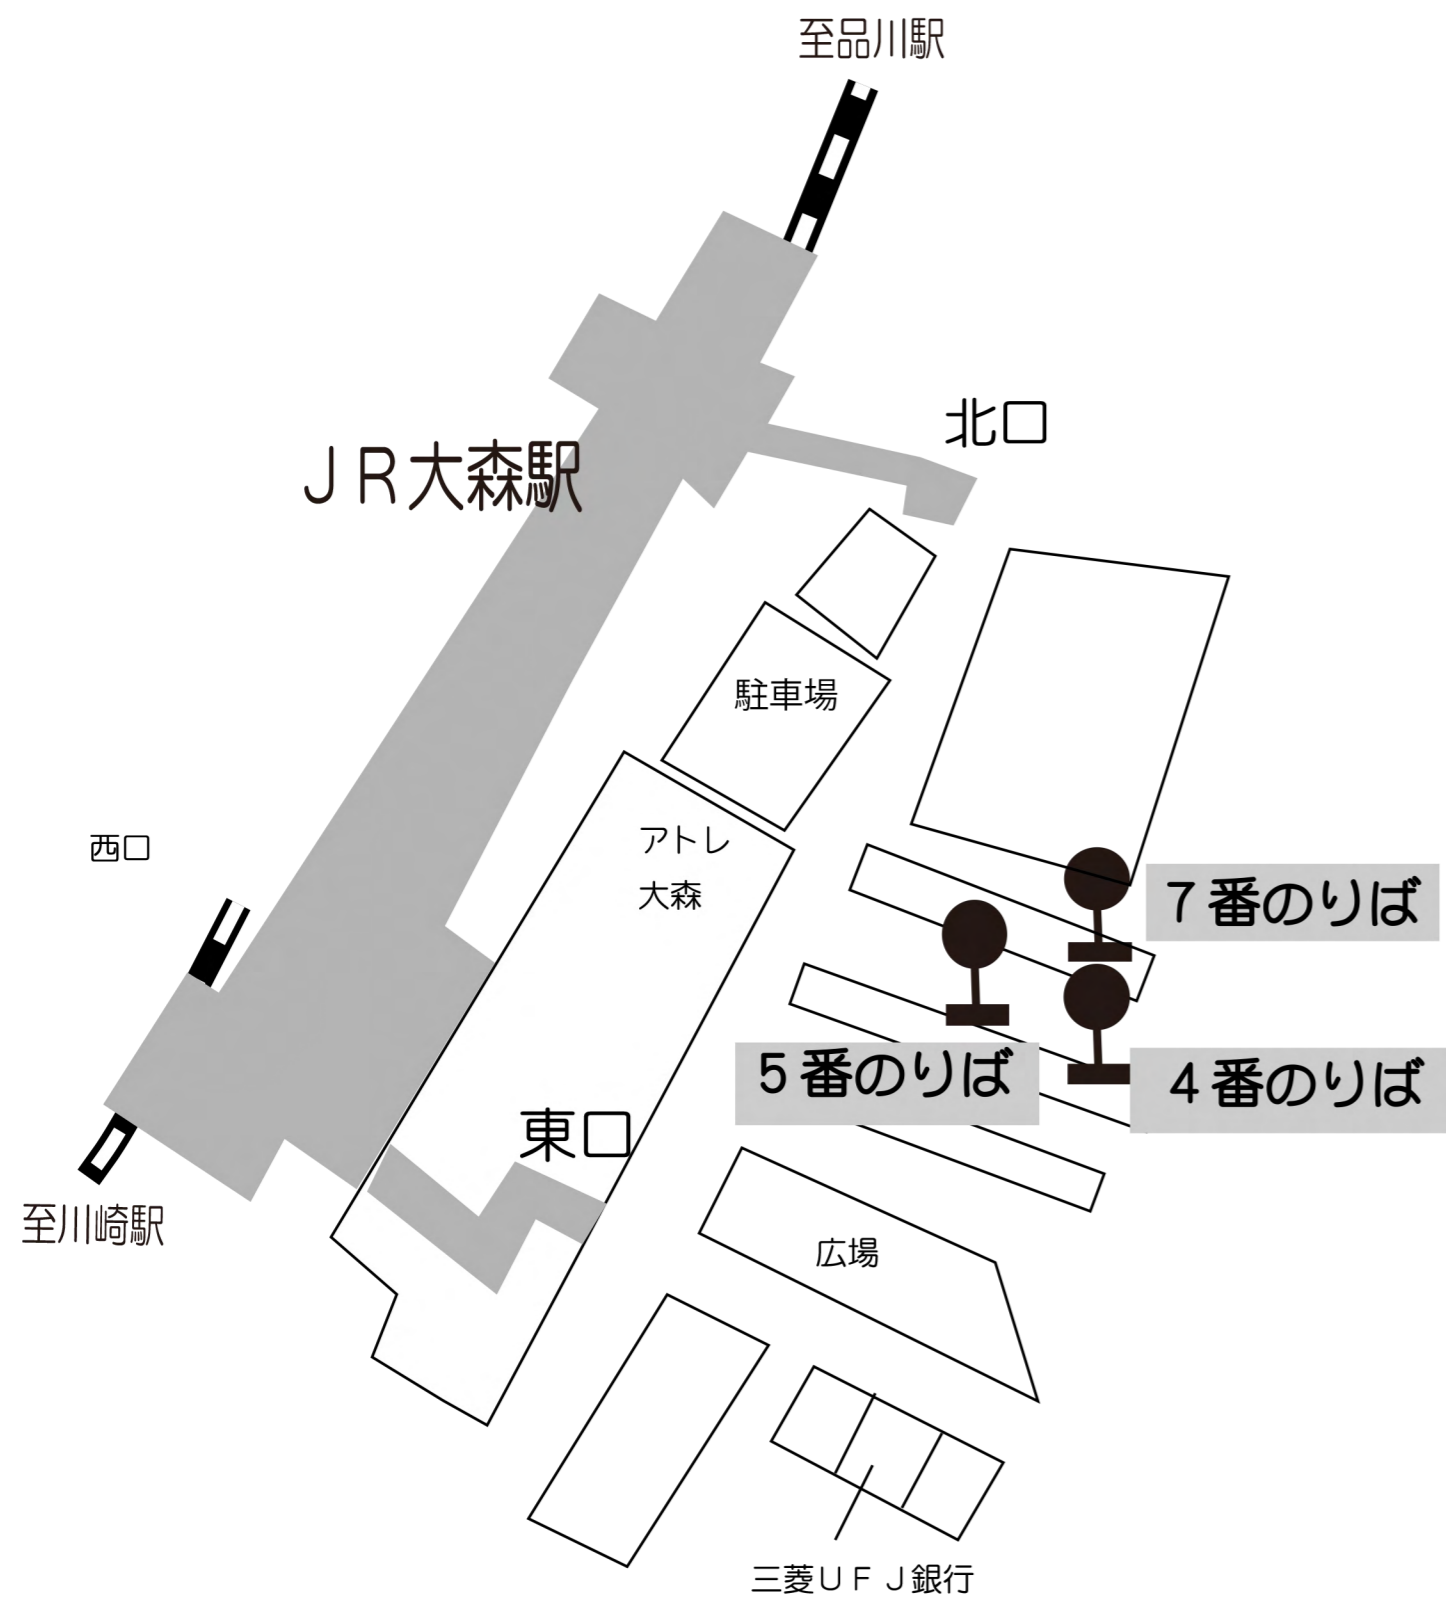 至品川駅
北口
ＪＲ大森駅
駐車場
アトレ
大森
西口
７番のりば
５番のりば
４番のりば
東口
至川崎駅
広場
三菱ＵＦＪ銀行